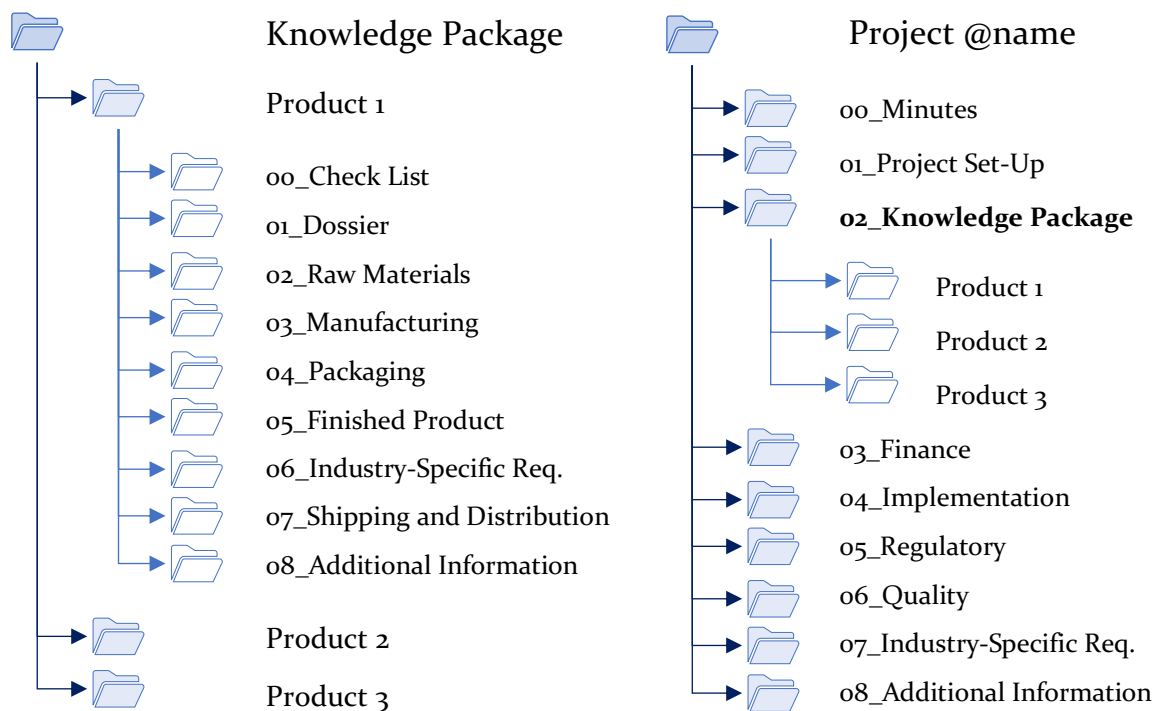 Knowledge Package
Product 1
00_Check List
01_Dossier
02_Raw Materials
03_Manufacturing
04_Packaging
05_Finished Product
06_Industry-Specific Req.
07_Shipping and Distribution
08_Additional Information
Product 2
Product 3
Project @name
00_Minutes
01_Project Set-Up
02_Knowledge Package
Product 1
Product 2
Product 3
03_Finance
04_Implementation
05_Regulatory
06_Quality
07_Industry-Specific Req.
08_Additional Information